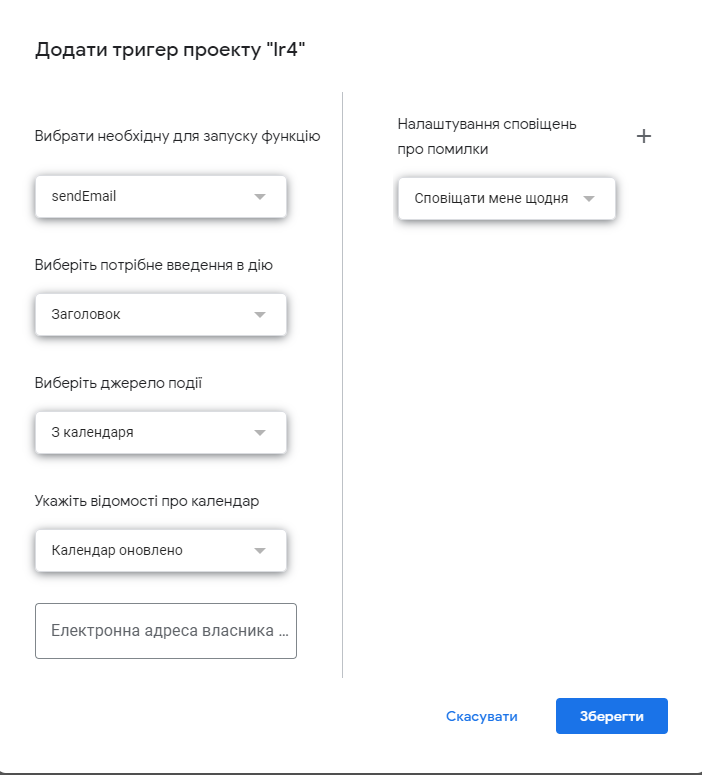 Додати тригер проекту "lr4"
Вибрати необхідну для запуску функцію
sendEmail
Виберіть потрібне введення в дію
Заголовок
Виберіть джерело події
З календаря
Укажіть відомості про календар
Календар оновлено
Електронна адреса власника ...
Налаштування сповіщень
про помилки
+
Сповіщати мене щодня
Скасувати
Зберегти